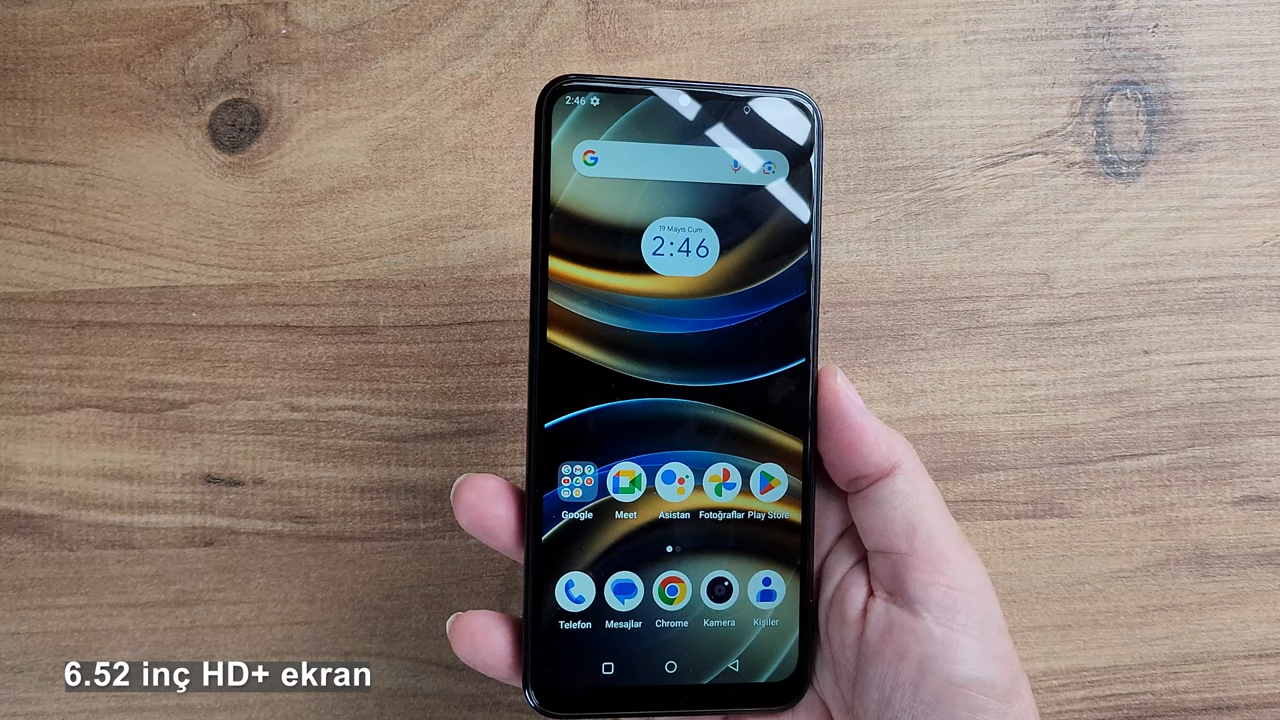 2:46
19 Mayıs Cum
2:46
Google Meet Asistan Fotoğraflar Play Store
Telefon Mesajlar Chrome Kamera Kişiler
6.52 inç HD+ ekran